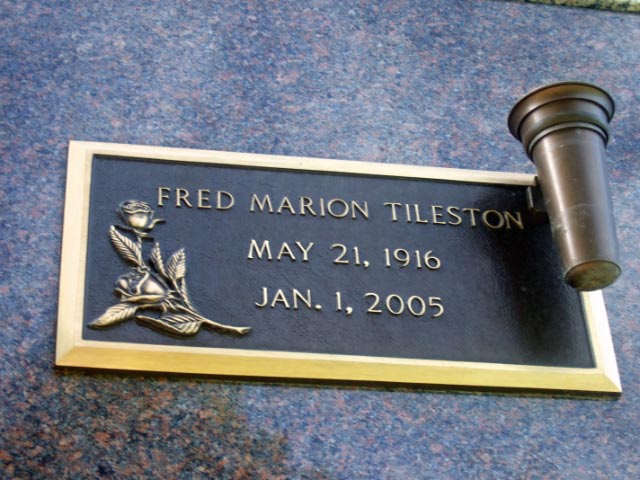 FRED MARION TILESTON
MAY 21, 1916
JAN. 1, 2005